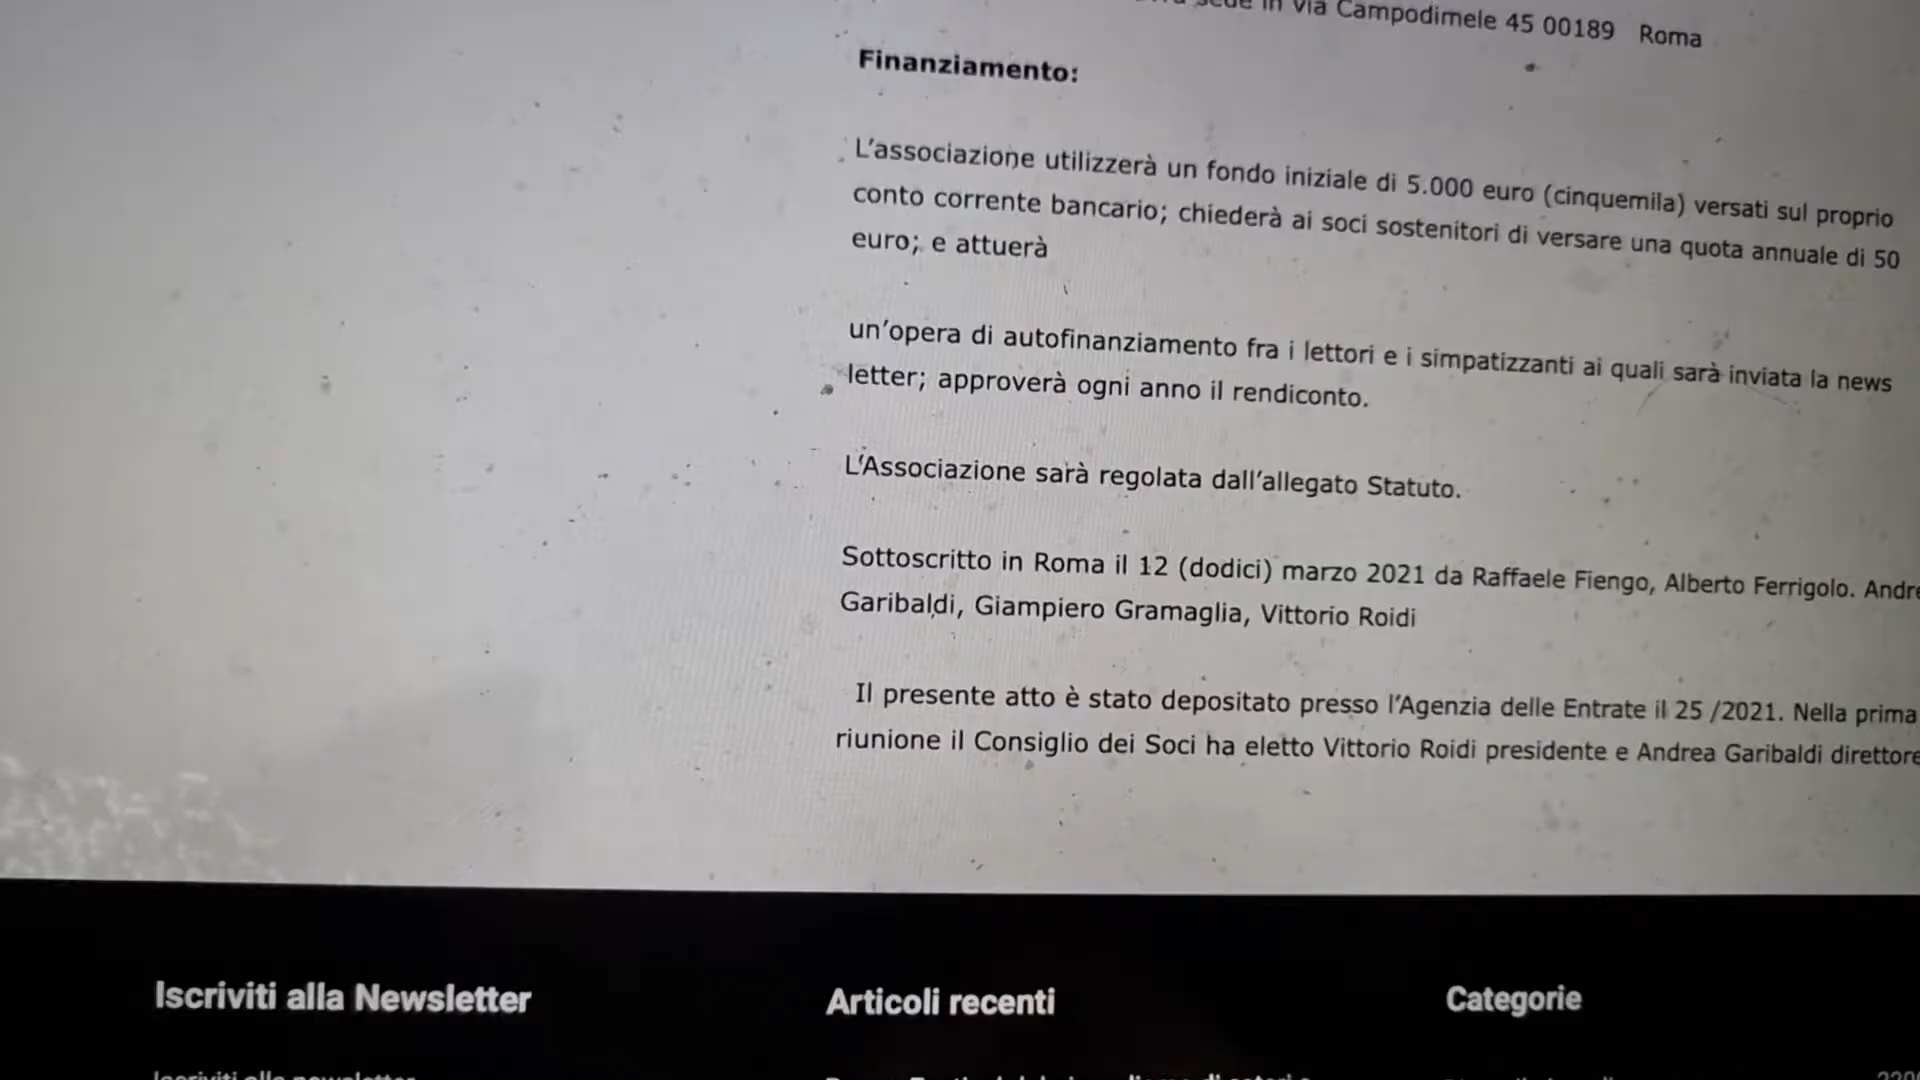 sede in via Campodimele 45 00189 Roma
Finanziamento:
L'associazione utilizzerà un fondo iniziale di 5.000 euro (cinquemila) versati sul proprio
conto corrente bancario; chiederà ai soci sostenitori di versare una quota annuale di 50
euro; e attuerà
un'opera di autofinanziamento fra i lettori e i simpatizzanti ai quali sarà inviata la news
letter; approverà ogni anno il rendiconto.
L'Associazione sarà regolata dall'allegato Statuto.
Sottoscritto in Roma il 12 (dodici) marzo 2021 da Raffaele Fiengo, Alberto Ferrigolo. Andre
Garibaldi, Giampiero Gramaglia, Vittorio Roidi
Il presente atto è stato depositato presso l'Agenzia delle Entrate il 25 /2021. Nella prima
riunione il Consiglio dei Soci ha eletto Vittorio Roidi presidente e Andrea Garibaldi direttore
Iscriviti alla Newsletter
Articoli recenti
Categorie
Iscriviti alla newsletter